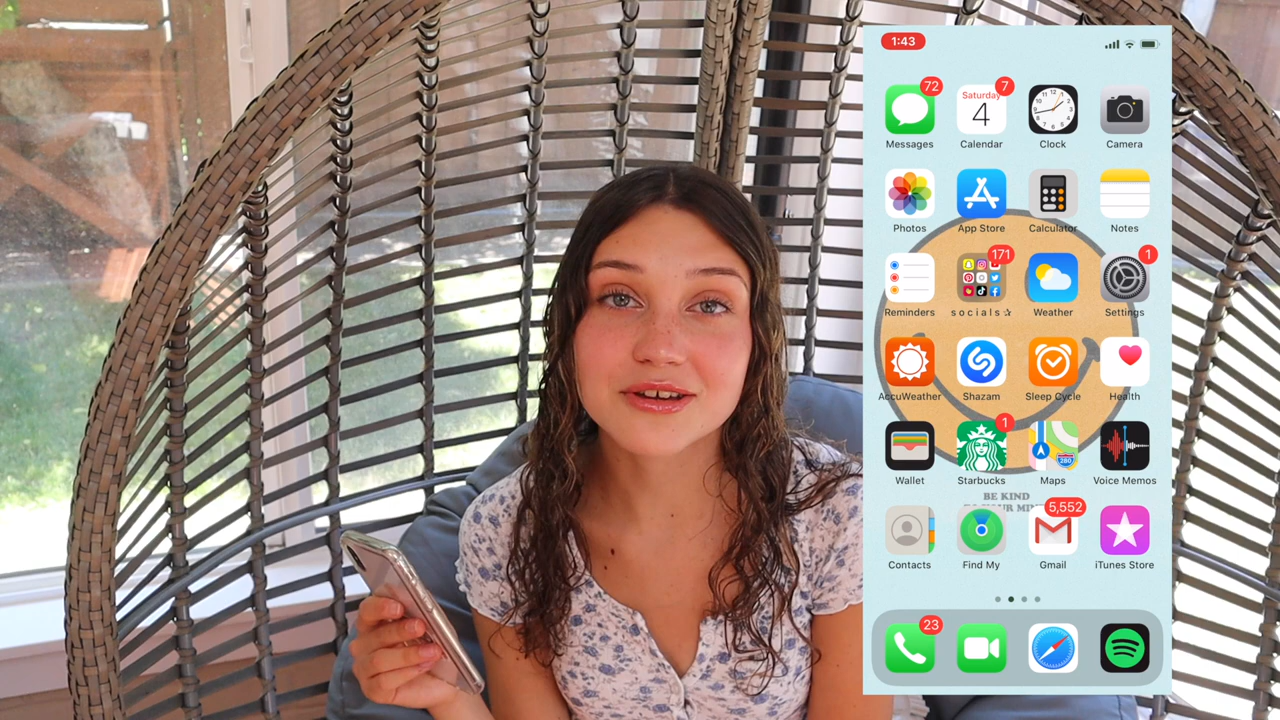 1:43
72 7
Saturday
4
Messages Calendar Clock Camera
Photos App Store Calculator Notes
171 1
Reminders socials ✰ Weather Settings
AccuWeather Shazam Sleep Cycle Health
1
280
Wallet Starbucks Maps Voice Memos
BE KIND
5,552
Contacts Find My Gmail iTunes Store
23